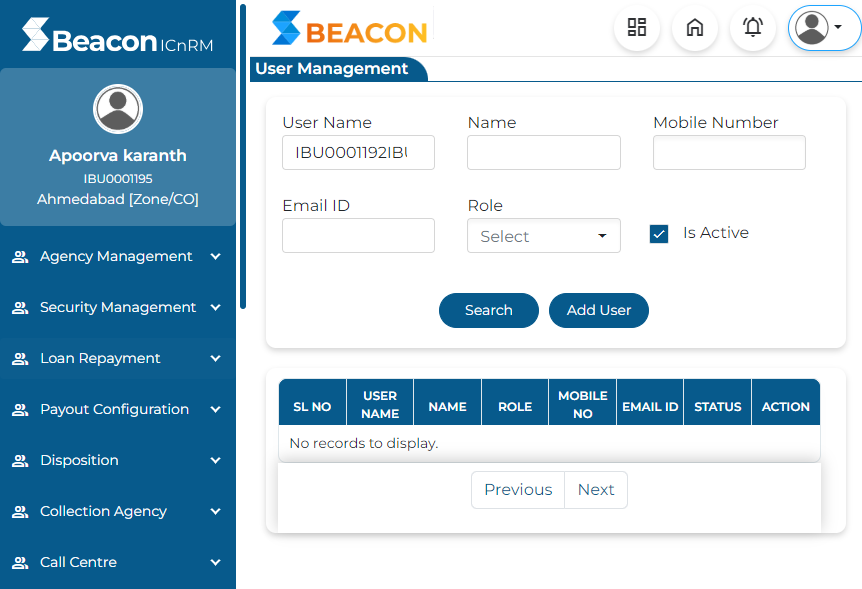 Beacon ICnRM
Apoorva karanth
IBU0001195
Ahmedabad [Zone/CO]
Agency Management
Security Management
Loan Repayment
Payout Configuration
Disposition
Collection Agency
Call Centre
BEACON
User Management
User Name
Name
Mobile Number
IBU0001192IBU
Email ID
Role
Select
Is Active
Search
Add User
SL NO
USER
NAME
NAME
ROLE
MOBILE
NO
EMAIL ID
STATUS
ACTION
No records to display.
Previous
Next